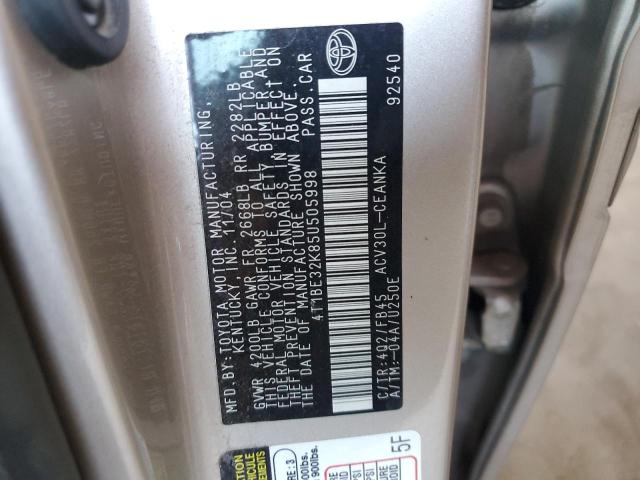 MFD.BY:TOYOTA MOTOR MANUFACTURING,
KENTUCKY, INC. 11/04
GVWR 4200LB GAWR FR 2668LB RR 2282LB
THIS VEHICLE CONFORMS TO ALL APPLICABLE
FEDERAL MOTOR VEHICLE SAFETY BUMPER AND
THEFT PREVENTION STANDARDS IN EFFECT ON
THE DATE OF MANUFACTURE SHOWN ABOVE.
4T1BE32K85U505998 PASS.CAR
C/TR:4Q2/FB45 ACV30L-CEANKA
A/TM:-04A/U250E 92540
TOYOTA
5F